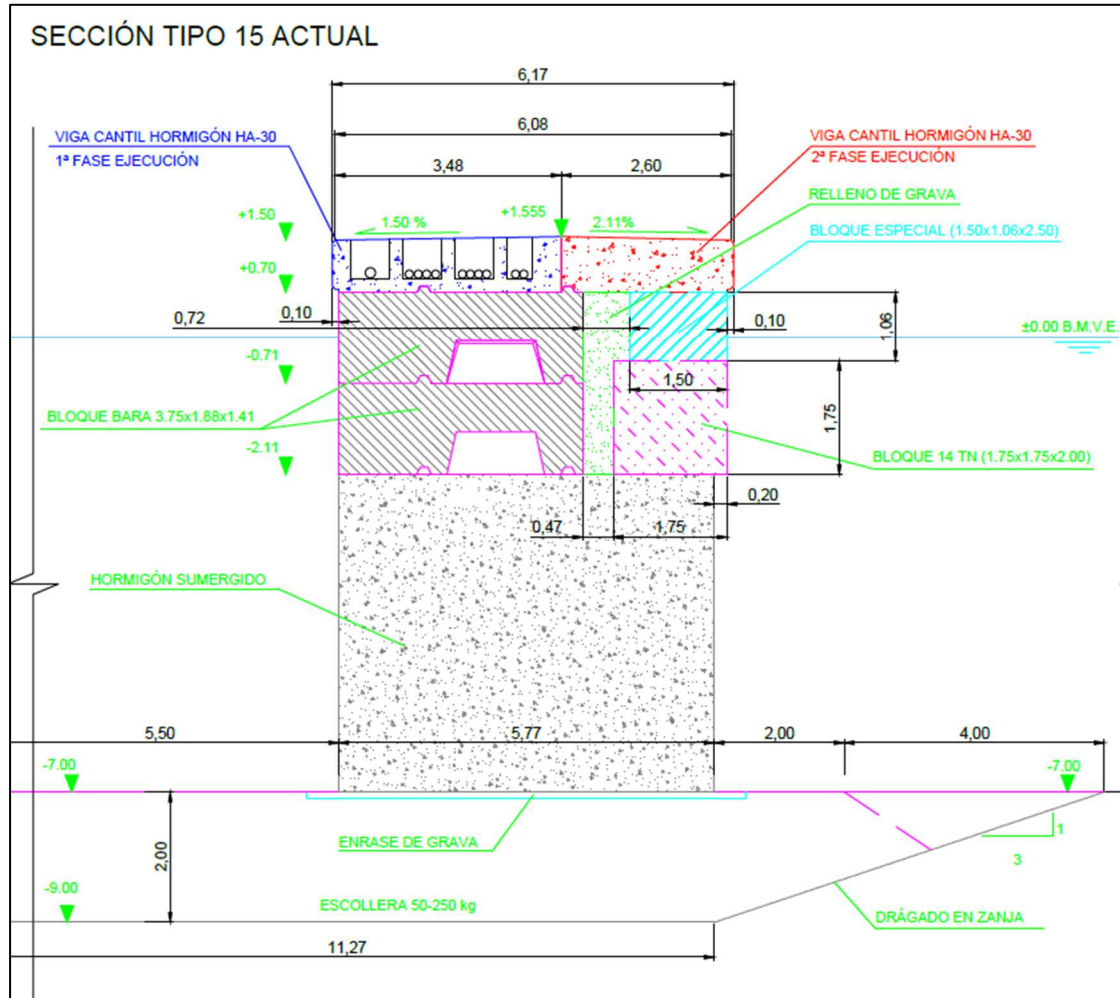 SECCIÓN TIPO 15 ACTUAL
6,17
VIGA CANTIL HORMIGÓN HA-30
1ª FASE EJECUCIÓN
6,08
VIGA CANTIL HORMIGÓN HA-30
2ª FASE EJECUCIÓN
3,48
2,60
RELLENO DE GRAVA
+1.50
1.50 %
+1.555
2.11%
BLOQUE ESPECIAL (1.50x1.06x2.50)
+0.70
0,72
0,10
0,10
1,06
±0.00 B.M.V.E.
-0.71
1,50
BLOQUE BARA 3.75x1.88x1.41
1,75
-2.11
BLOQUE 14 TN (1.75x1.75x2.00)
0,20
0,47
1,75
HORMIGÓN SUMERGIDO
5,50
5,77
2,00
4,00
-7.00
-7.00
ENRASE DE GRAVA
1
3
2,00
-9.00
ESCOLLERA 50-250 kg
DRÁGADO EN ZANJA
11,27